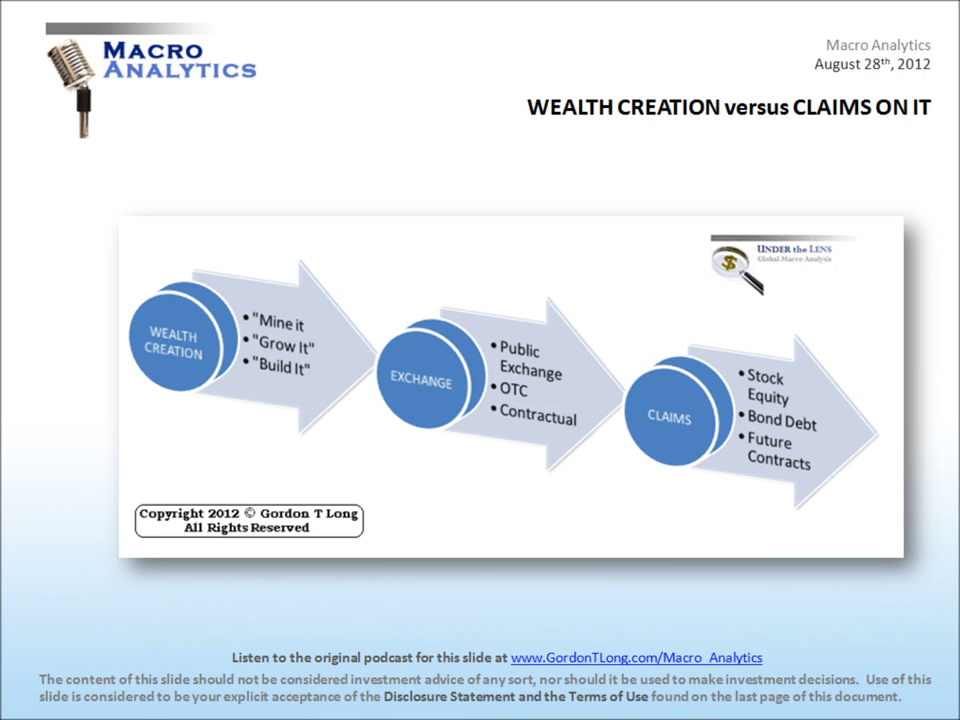 MACRO
ANALYTICS
Macro Analytics
August 28th, 2012
WEALTH CREATION versus CLAIMS ON IT
UNDER the LENS
Global Macro Analysis
WEALTH
CREATION
• "Mine it
• "Grow It"
• "Build It"
EXCHANGE
• Public
Exchange
• OTC
• Contractual
CLAIMS
• Stock
Equity
• Bond Debt
• Future
Contracts
Copyright 2012 © Gordon T Long
All Rights Reserved
Listen to the original podcast for this slide at www.GordonTLong.com/Macro_Analytics
The content of this slide should not be considered investment advice of any sort, nor should it be used to make investment decisions. Use of this
slide is considered to be your explicit acceptance of the Disclosure Statement and the Terms of Use found on the last page of this document.